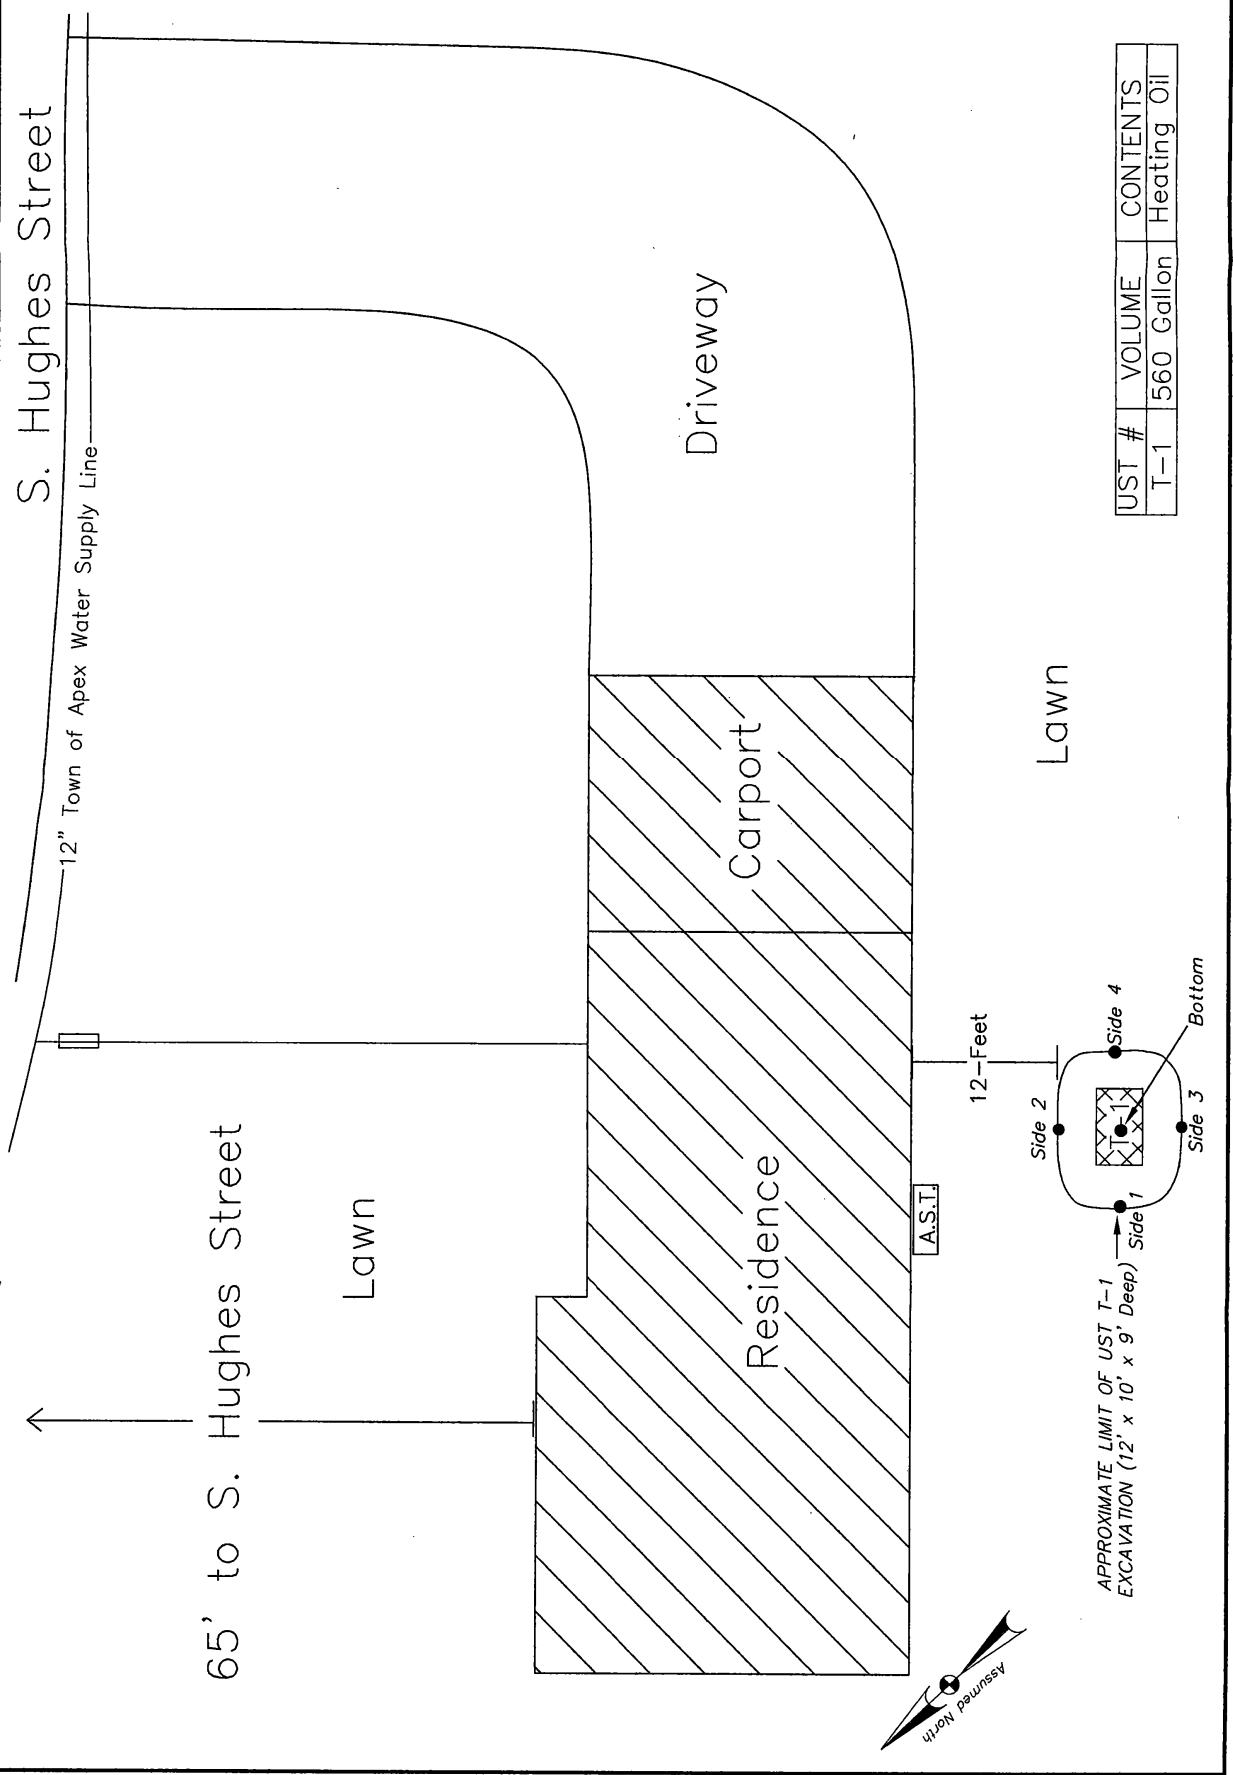 S. Hughes Street
12" Town of Apex Water Supply Line
65' to S. Hughes Street
Lawn
Driveway
Carport
Residence
A.S.T.
12-Feet
Lawn
Side 2
Side 4
T-1
Side 1
Side 3
Bottom
APPROXIMATE LIMIT OF UST T-1
EXCAVATION (12' x 10' x 9' Deep)
Assumed North
UST # VOLUME CONTENTS
T-1 560 Gallon Heating Oil